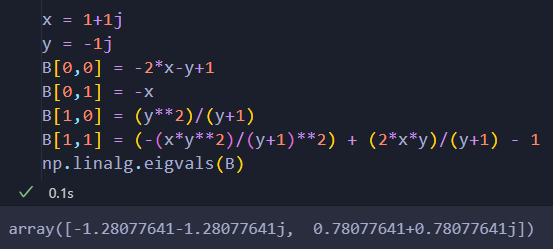 x = 1+1j
y = -1j
B[0,0] = -2*x-y+1
B[0,1] = -x
B[1,0] = (y**2)/(y+1)
B[1,1] = (-(x*y**2)/(y+1)**2) + (2*x*y)/(y+1) - 1
np.linalg.eigvals(B)
0.1s
array([-1.28077641-1.28077641j,  0.78077641+0.78077641j])